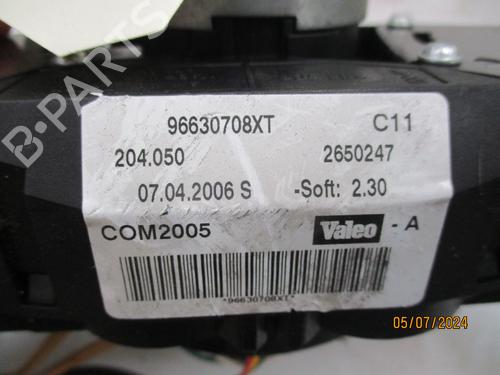 B-PARTS
96630708XT C11
204.050 2650247
07.04.2006 S -Soft: 2.30
COM2005 Valeo - A
*96630708XT*
05/07/2024